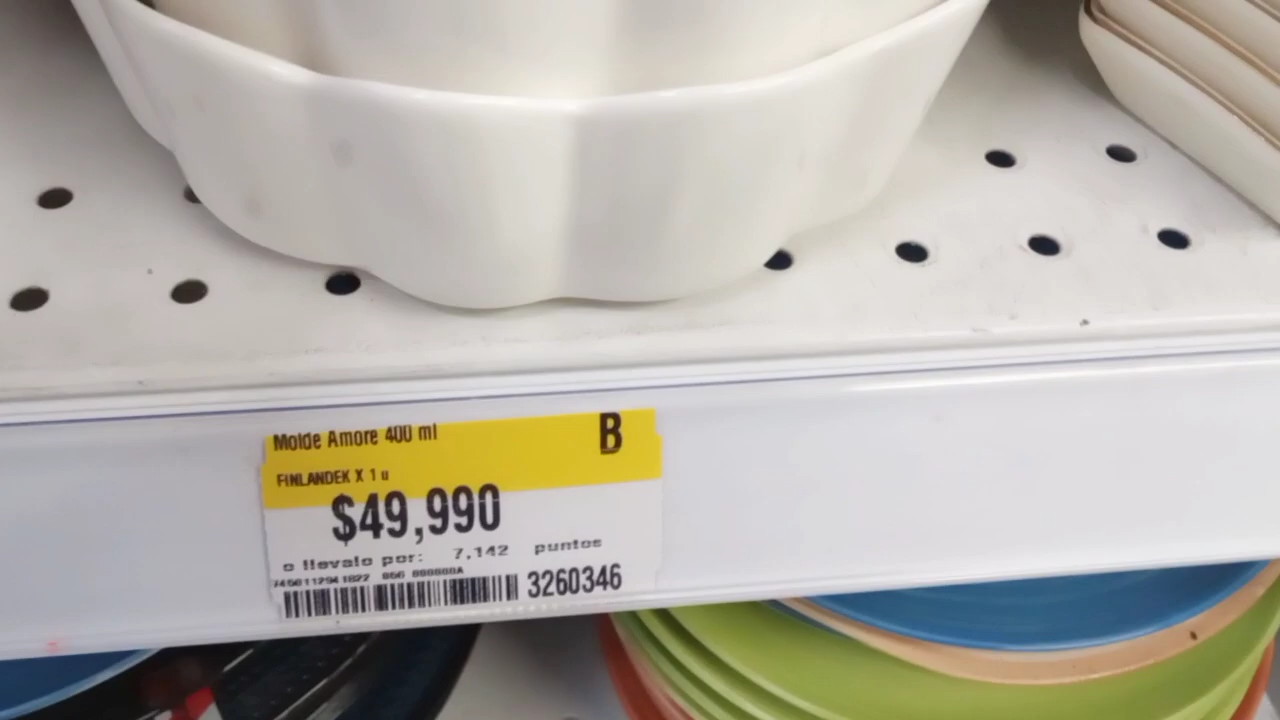 Molde Amore 400 ml
B
FINLANDEK X 1 u
$49,990
o llevalo por: 7,142 puntos
3260346